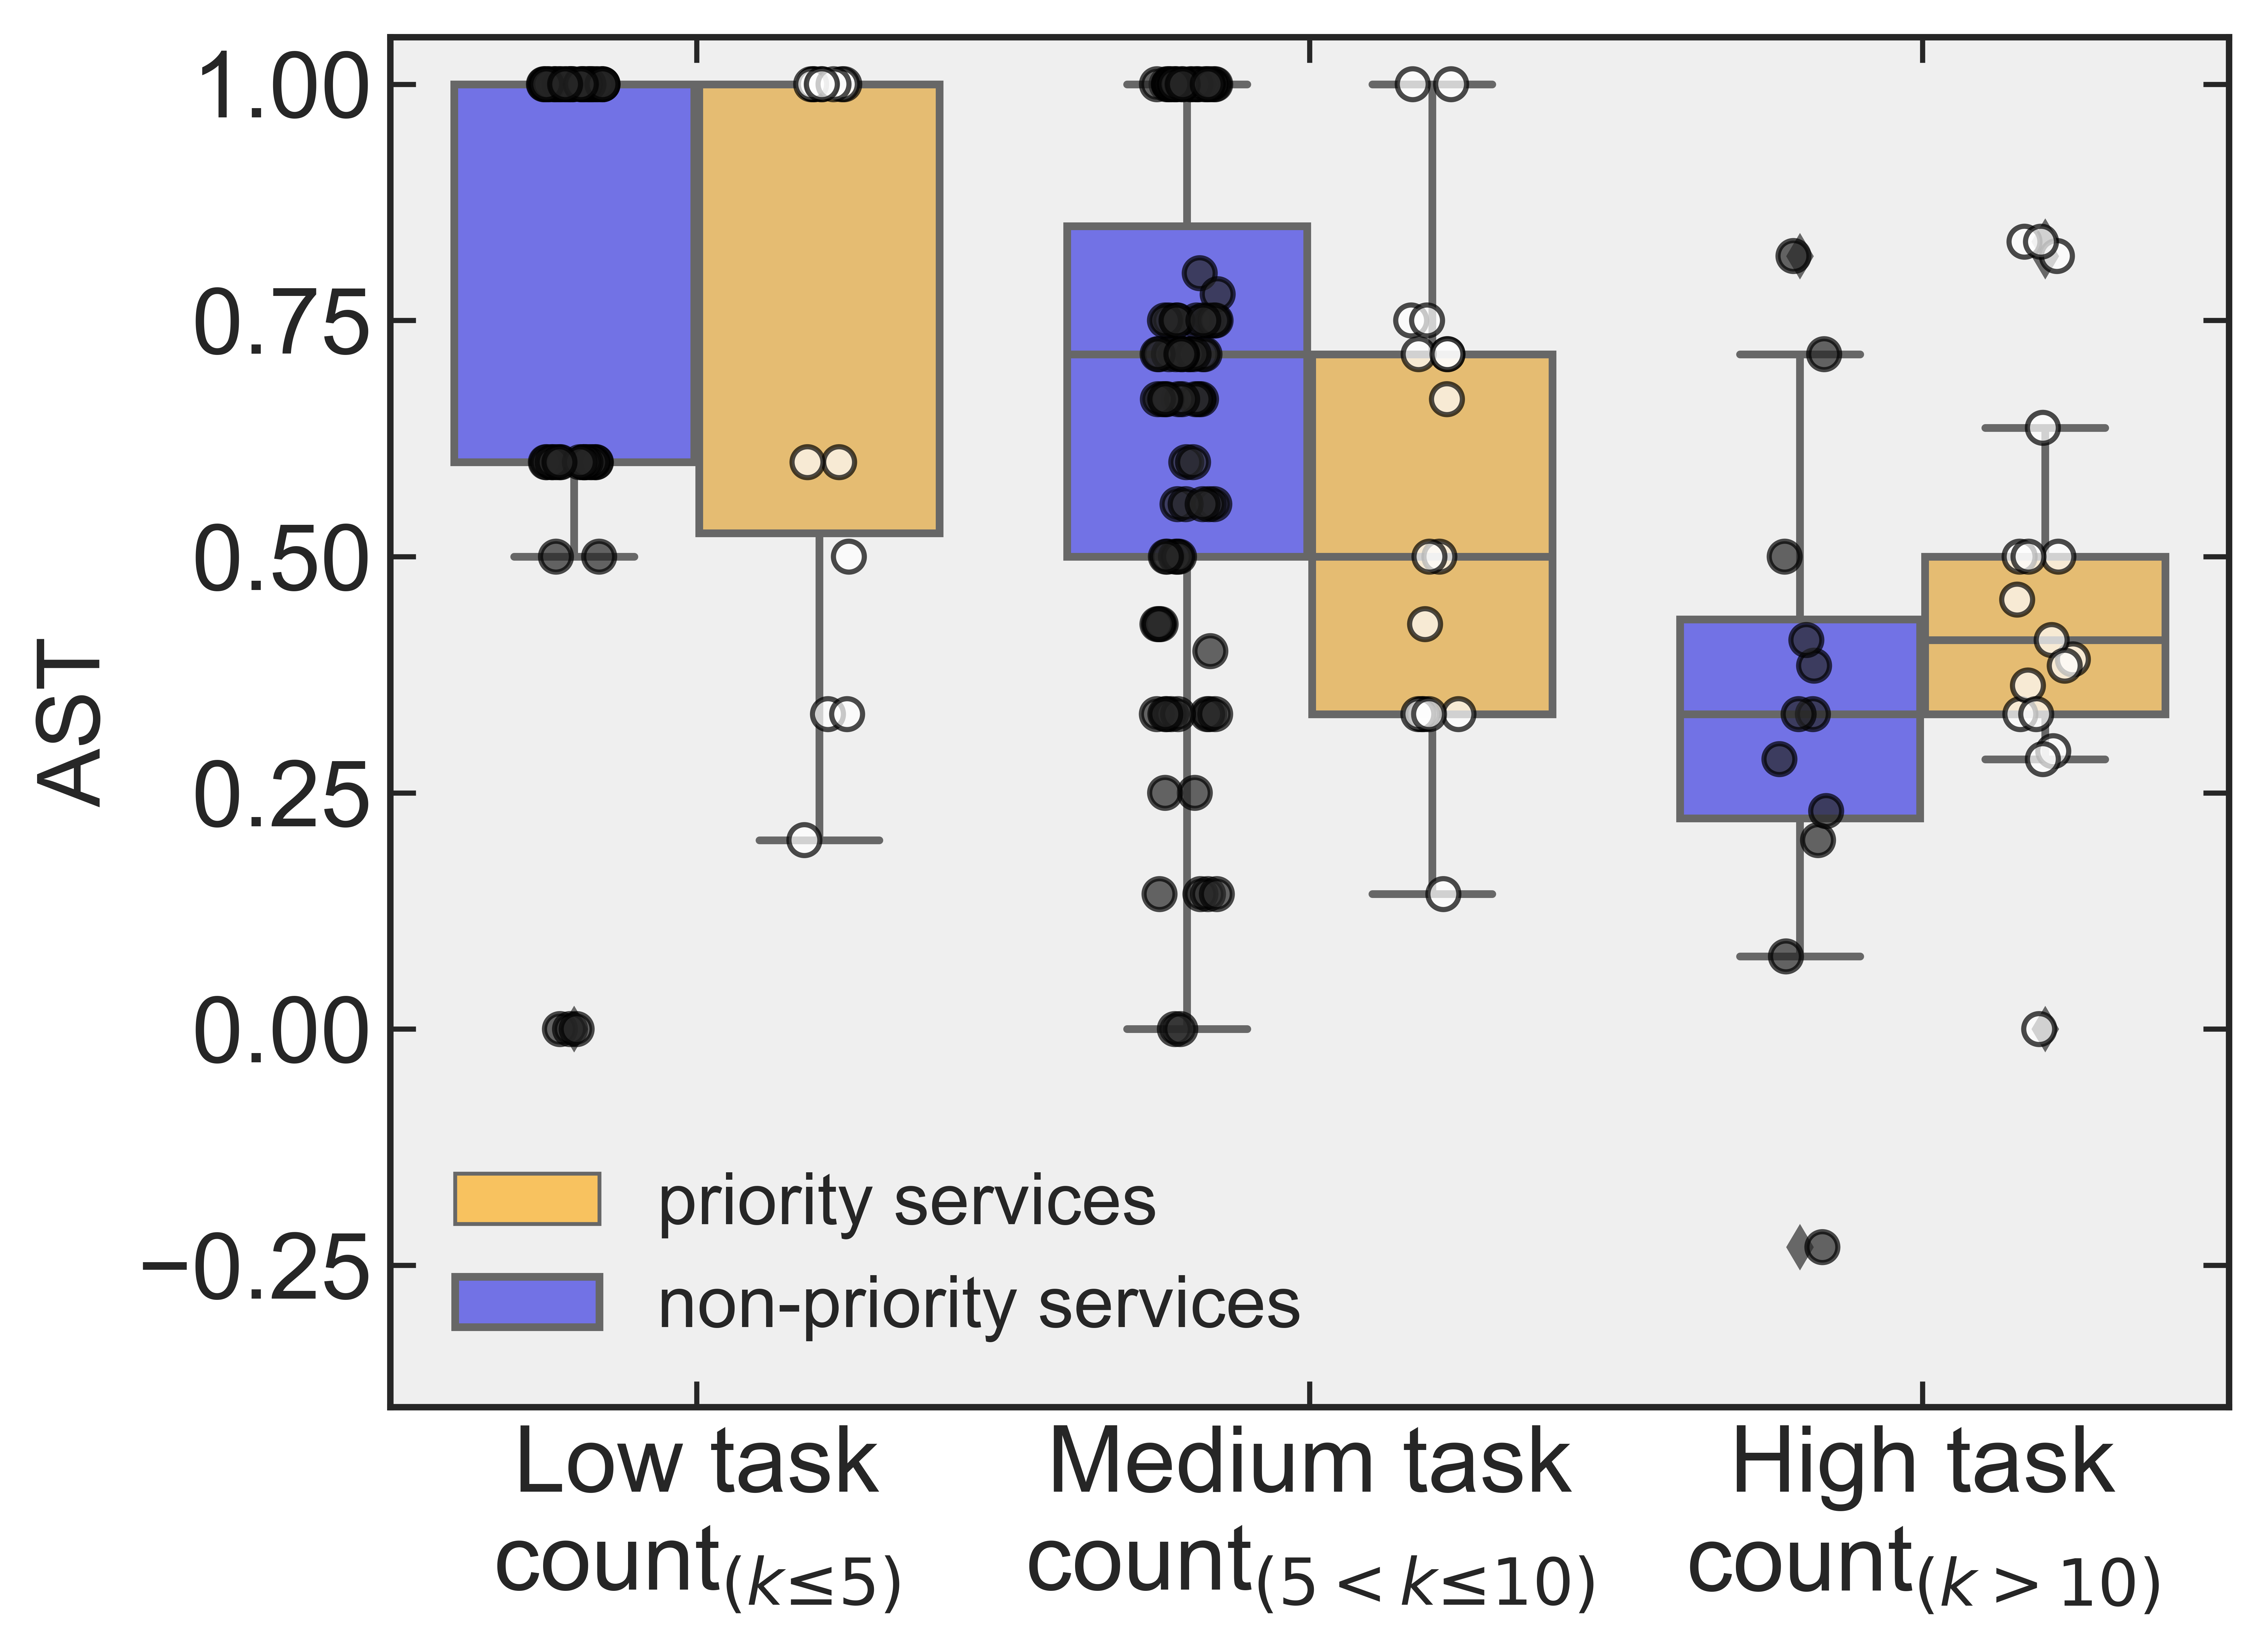 1.00
0.75
0.50
0.25
0.00
−0.25
AST
priority services
non-priority services
Low task
count(k≤5)
Medium task
count(5 < k≤10)
High task
count(k > 10)